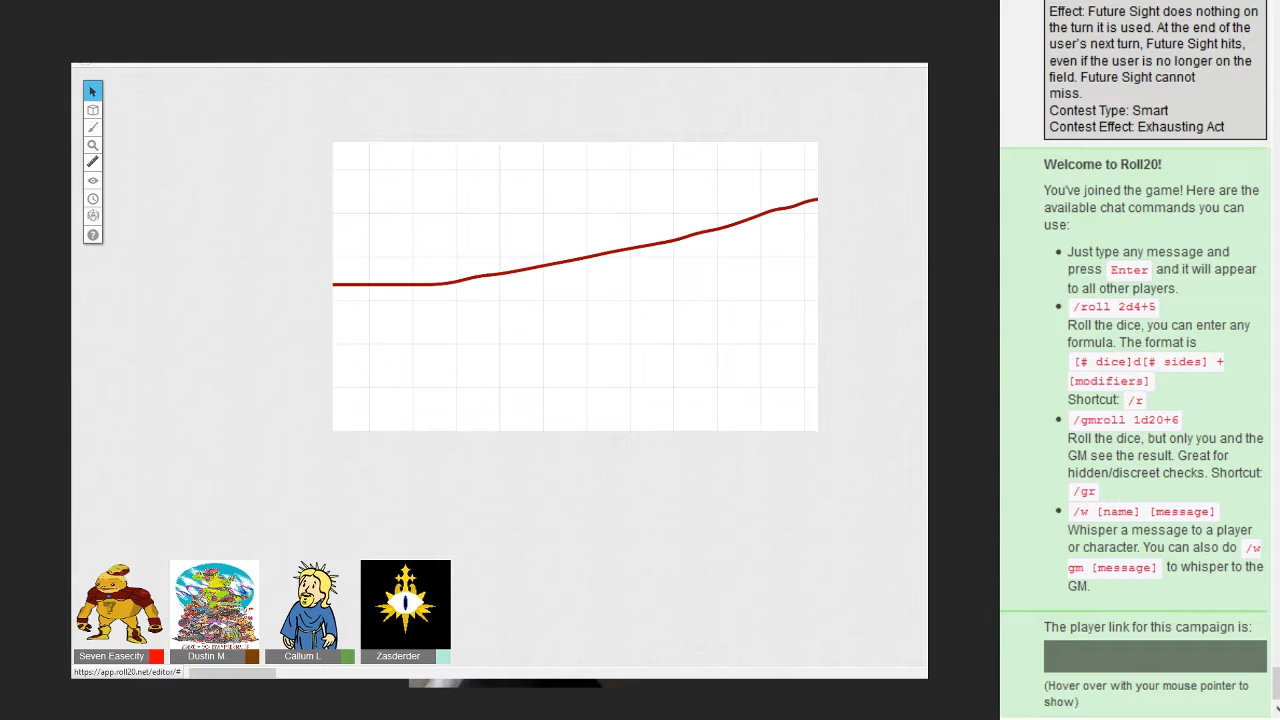 Effect: Future Sight does nothing on
the turn it is used. At the end of the
user's next turn, Future Sight hits,
even if the user is no longer on the
field. Future Sight cannot
miss.
Contest Type: Smart
Contest Effect: Exhausting Act
Welcome to Roll20!
You've joined the game! Here are the
available chat commands you can
use:
Just type any message and
press Enter and it will appear
to all other players.
/roll 2d4+5
Roll the dice, you can enter any
formula. The format is
[# dice]d[# sides] +
[modifiers]
Shortcut: /r
/gmroll 1d20+6
Roll the dice, but only you and the
GM see the result. Great for
hidden/discreet checks. Shortcut:
/gr
/w [name] [message]
Whisper a message to a player
or character. You can also do /w
gm [message] to whisper to the
GM.
The player link for this campaign is:
(Hover over with your mouse pointer to
show)
Seven Easecity
Dustin M.
Callum L.
Zasderder
https://app.roll20.net/editor/#